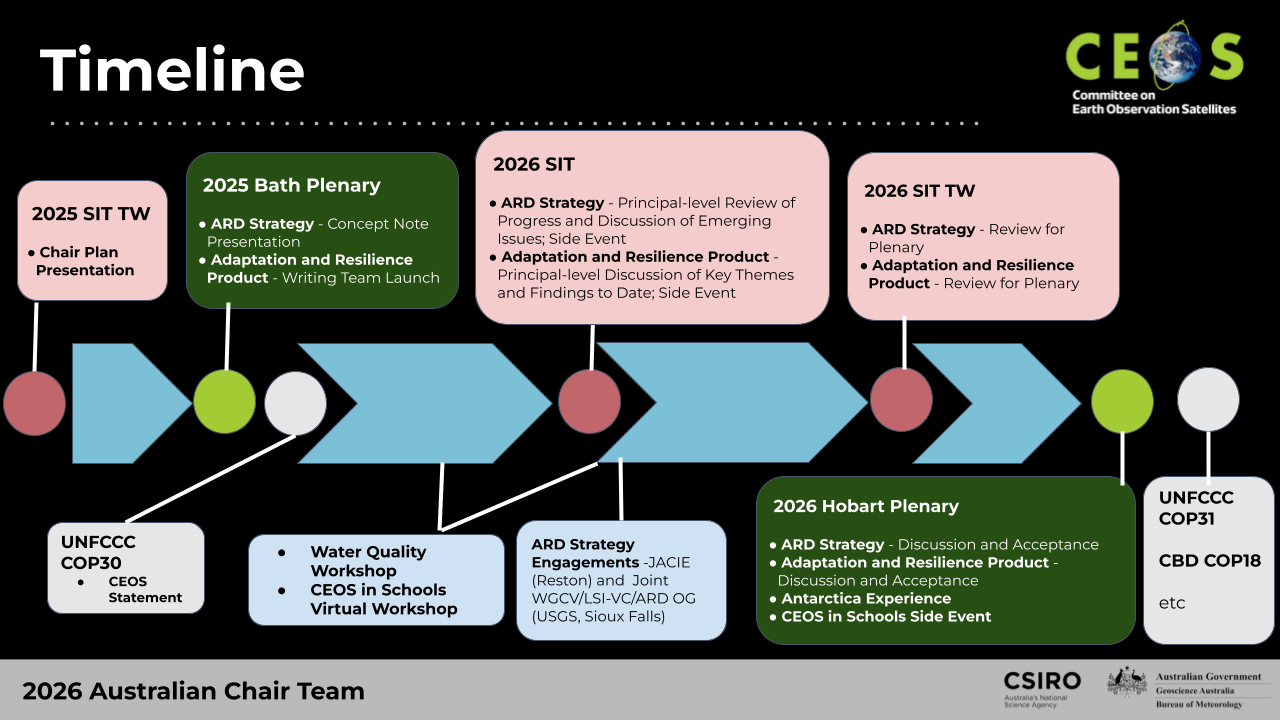 Timeline
CEOS
Committee on
Earth Observation Satellites
2025 SIT TW
● Chair Plan
Presentation
2025 Bath Plenary
● ARD Strategy - Concept Note
Presentation
● Adaptation and Resilience
Product - Writing Team Launch
2026 SIT
● ARD Strategy - Principal-level Review of
Progress and Discussion of Emerging
Issues; Side Event
● Adaptation and Resilience Product -
Principal-level Discussion of Key Themes
and Findings to Date; Side Event
2026 SIT TW
● ARD Strategy - Review for
Plenary
● Adaptation and Resilience
Product - Review for Plenary
UNFCCC
COP30
● CEOS
Statement
● Water Quality
Workshop
● CEOS in Schools
Virtual Workshop
ARD Strategy
Engagements -JACIE
(Reston) and Joint
WGCV/LSI-VC/ARD OG
(USGS, Sioux Falls)
2026 Hobart Plenary
● ARD Strategy - Discussion and Acceptance
● Adaptation and Resilience Product -
Discussion and Acceptance
● Antarctica Experience
● CEOS in Schools Side Event
UNFCCC
COP31
CBD COP18
etc
2026 Australian Chair Team
CSIRO
Australia's National
Science Agency
Australian Government
Geoscience Australia
Bureau of Meteorology